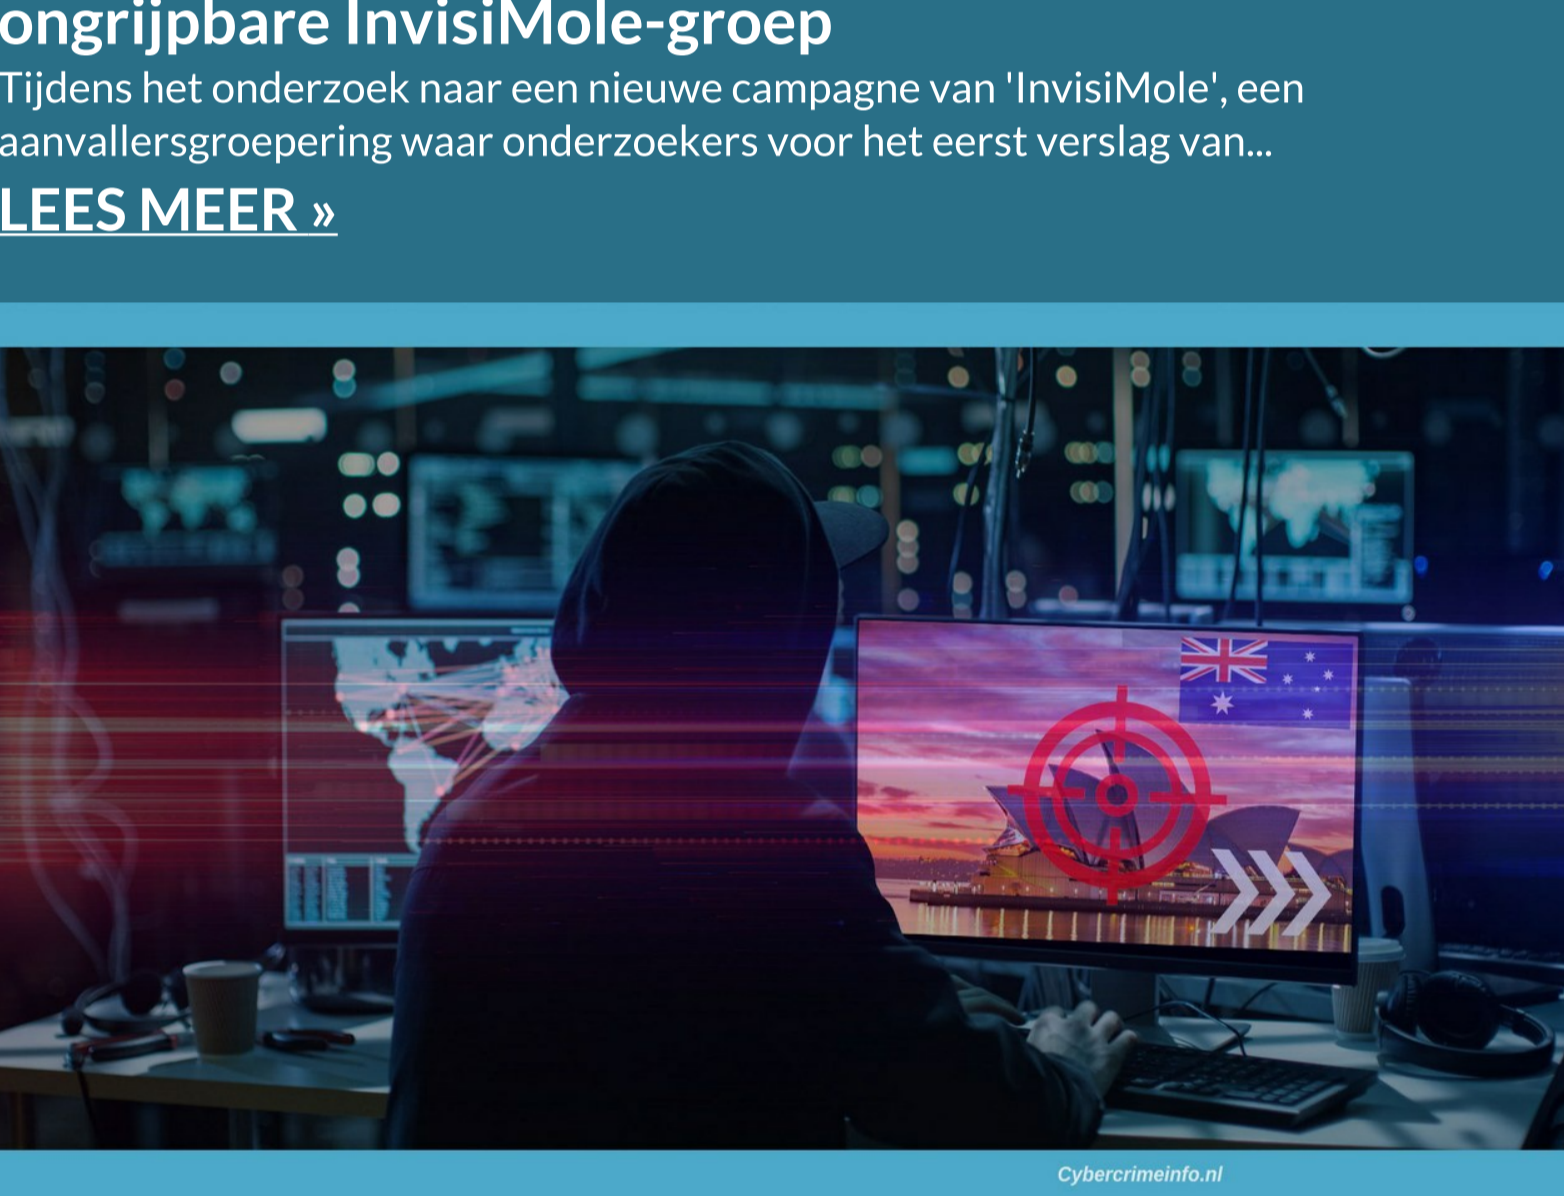 ongrijpbare InvisiMole-groep
Tijdens het onderzoek naar een nieuwe campagne van 'InvisiMole', een
aanvallersgroepering waar onderzoekers voor het eerst verslag van...
LEES MEER »
Cybercrimeinfo.nl